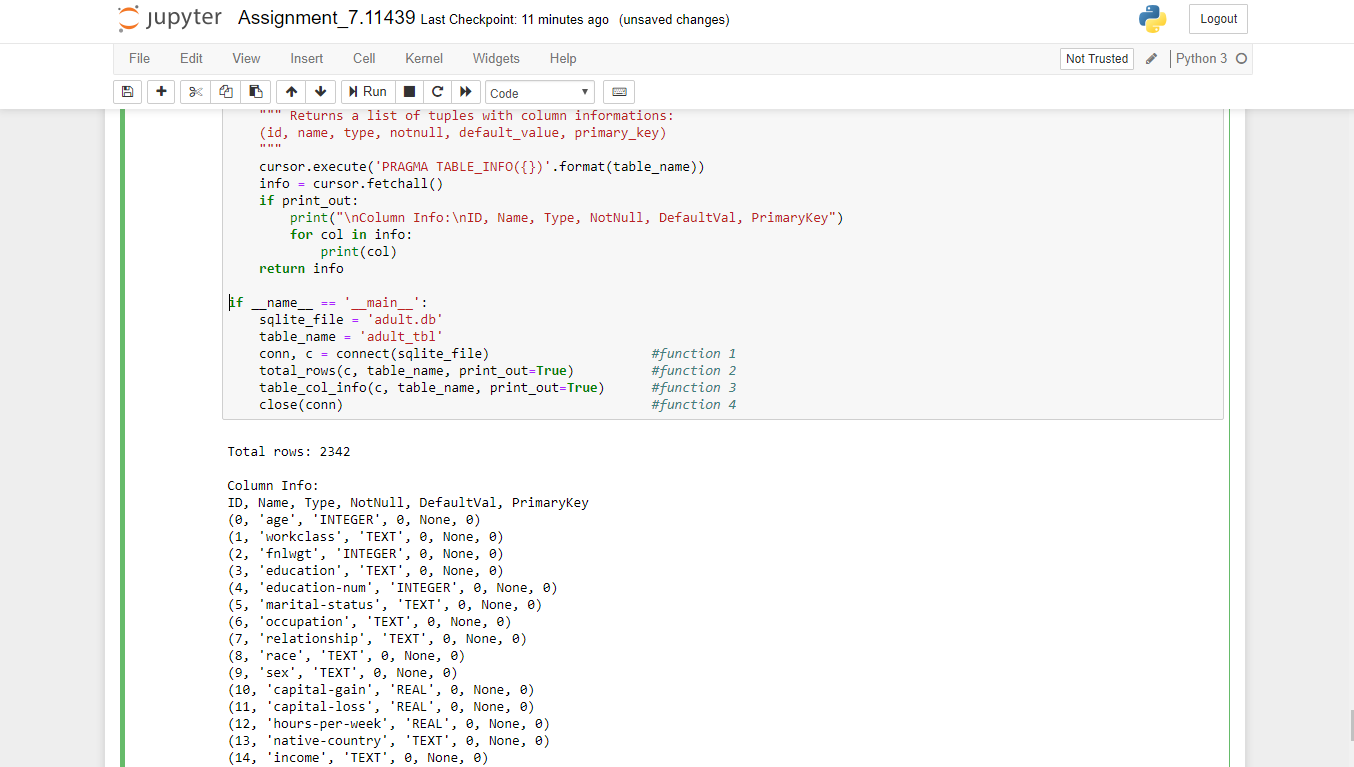 jupyter Assignment_7.11439 Last Checkpoint: 11 minutes ago (unsaved changes)
Logout
File Edit View Insert Cell Kernel Widgets Help
Not Trusted
Python 3
Run
Code
""" Returns a list of tuples with column informations:
(id, name, type, notnull, default_value, primary_key)
"""
cursor.execute('PRAGMA TABLE_INFO({})'.format(table_name))
info = cursor.fetchall()
if print_out:
print("\nColumn Info:\nID, Name, Type, NotNull, DefaultVal, PrimaryKey")
for col in info:
print(col)
return info
if __name__ == '__main__':
sqlite_file = 'adult.db'
table_name = 'adult_tbl'
conn, c = connect(sqlite_file) #function 1
total_rows(c, table_name, print_out=True) #function 2
table_col_info(c, table_name, print_out=True) #function 3
close(conn) #function 4
Total rows: 2342
Column Info:
ID, Name, Type, NotNull, DefaultVal, PrimaryKey
(0, 'age', 'INTEGER', 0, None, 0)
(1, 'workclass', 'TEXT', 0, None, 0)
(2, 'fnlwgt', 'INTEGER', 0, None, 0)
(3, 'education', 'TEXT', 0, None, 0)
(4, 'education-num', 'INTEGER', 0, None, 0)
(5, 'marital-status', 'TEXT', 0, None, 0)
(6, 'occupation', 'TEXT', 0, None, 0)
(7, 'relationship', 'TEXT', 0, None, 0)
(8, 'race', 'TEXT', 0, None, 0)
(9, 'sex', 'TEXT', 0, None, 0)
(10, 'capital-gain', 'REAL', 0, None, 0)
(11, 'capital-loss', 'REAL', 0, None, 0)
(12, 'hours-per-week', 'REAL', 0, None, 0)
(13, 'native-country', 'TEXT', 0, None, 0)
(14, 'income', 'TEXT', 0, None, 0)